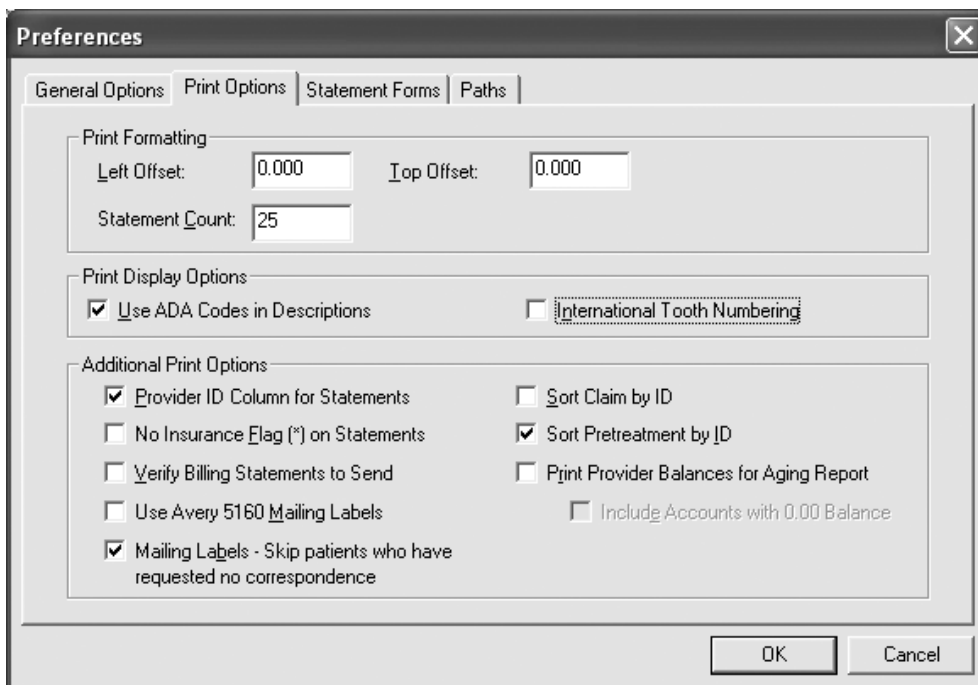 Preferences
General Options Print Options Statement Forms Paths
Print Formatting
Left Offset: 0.000 Top Offset: 0.000
Statement Count: 25
Print Display Options
Use ADA Codes in Descriptions International Tooth Numbering
Additional Print Options
Provider ID Column for Statements Sort Claim by ID
No Insurance Flag (*) on Statements Sort Pretreatment by ID
Verify Billing Statements to Send Print Provider Balances for Aging Report
Use Avery 5160 Mailing Labels Include Accounts with 0.00 Balance
Mailing Labels - Skip patients who have
requested no correspondence
OK Cancel